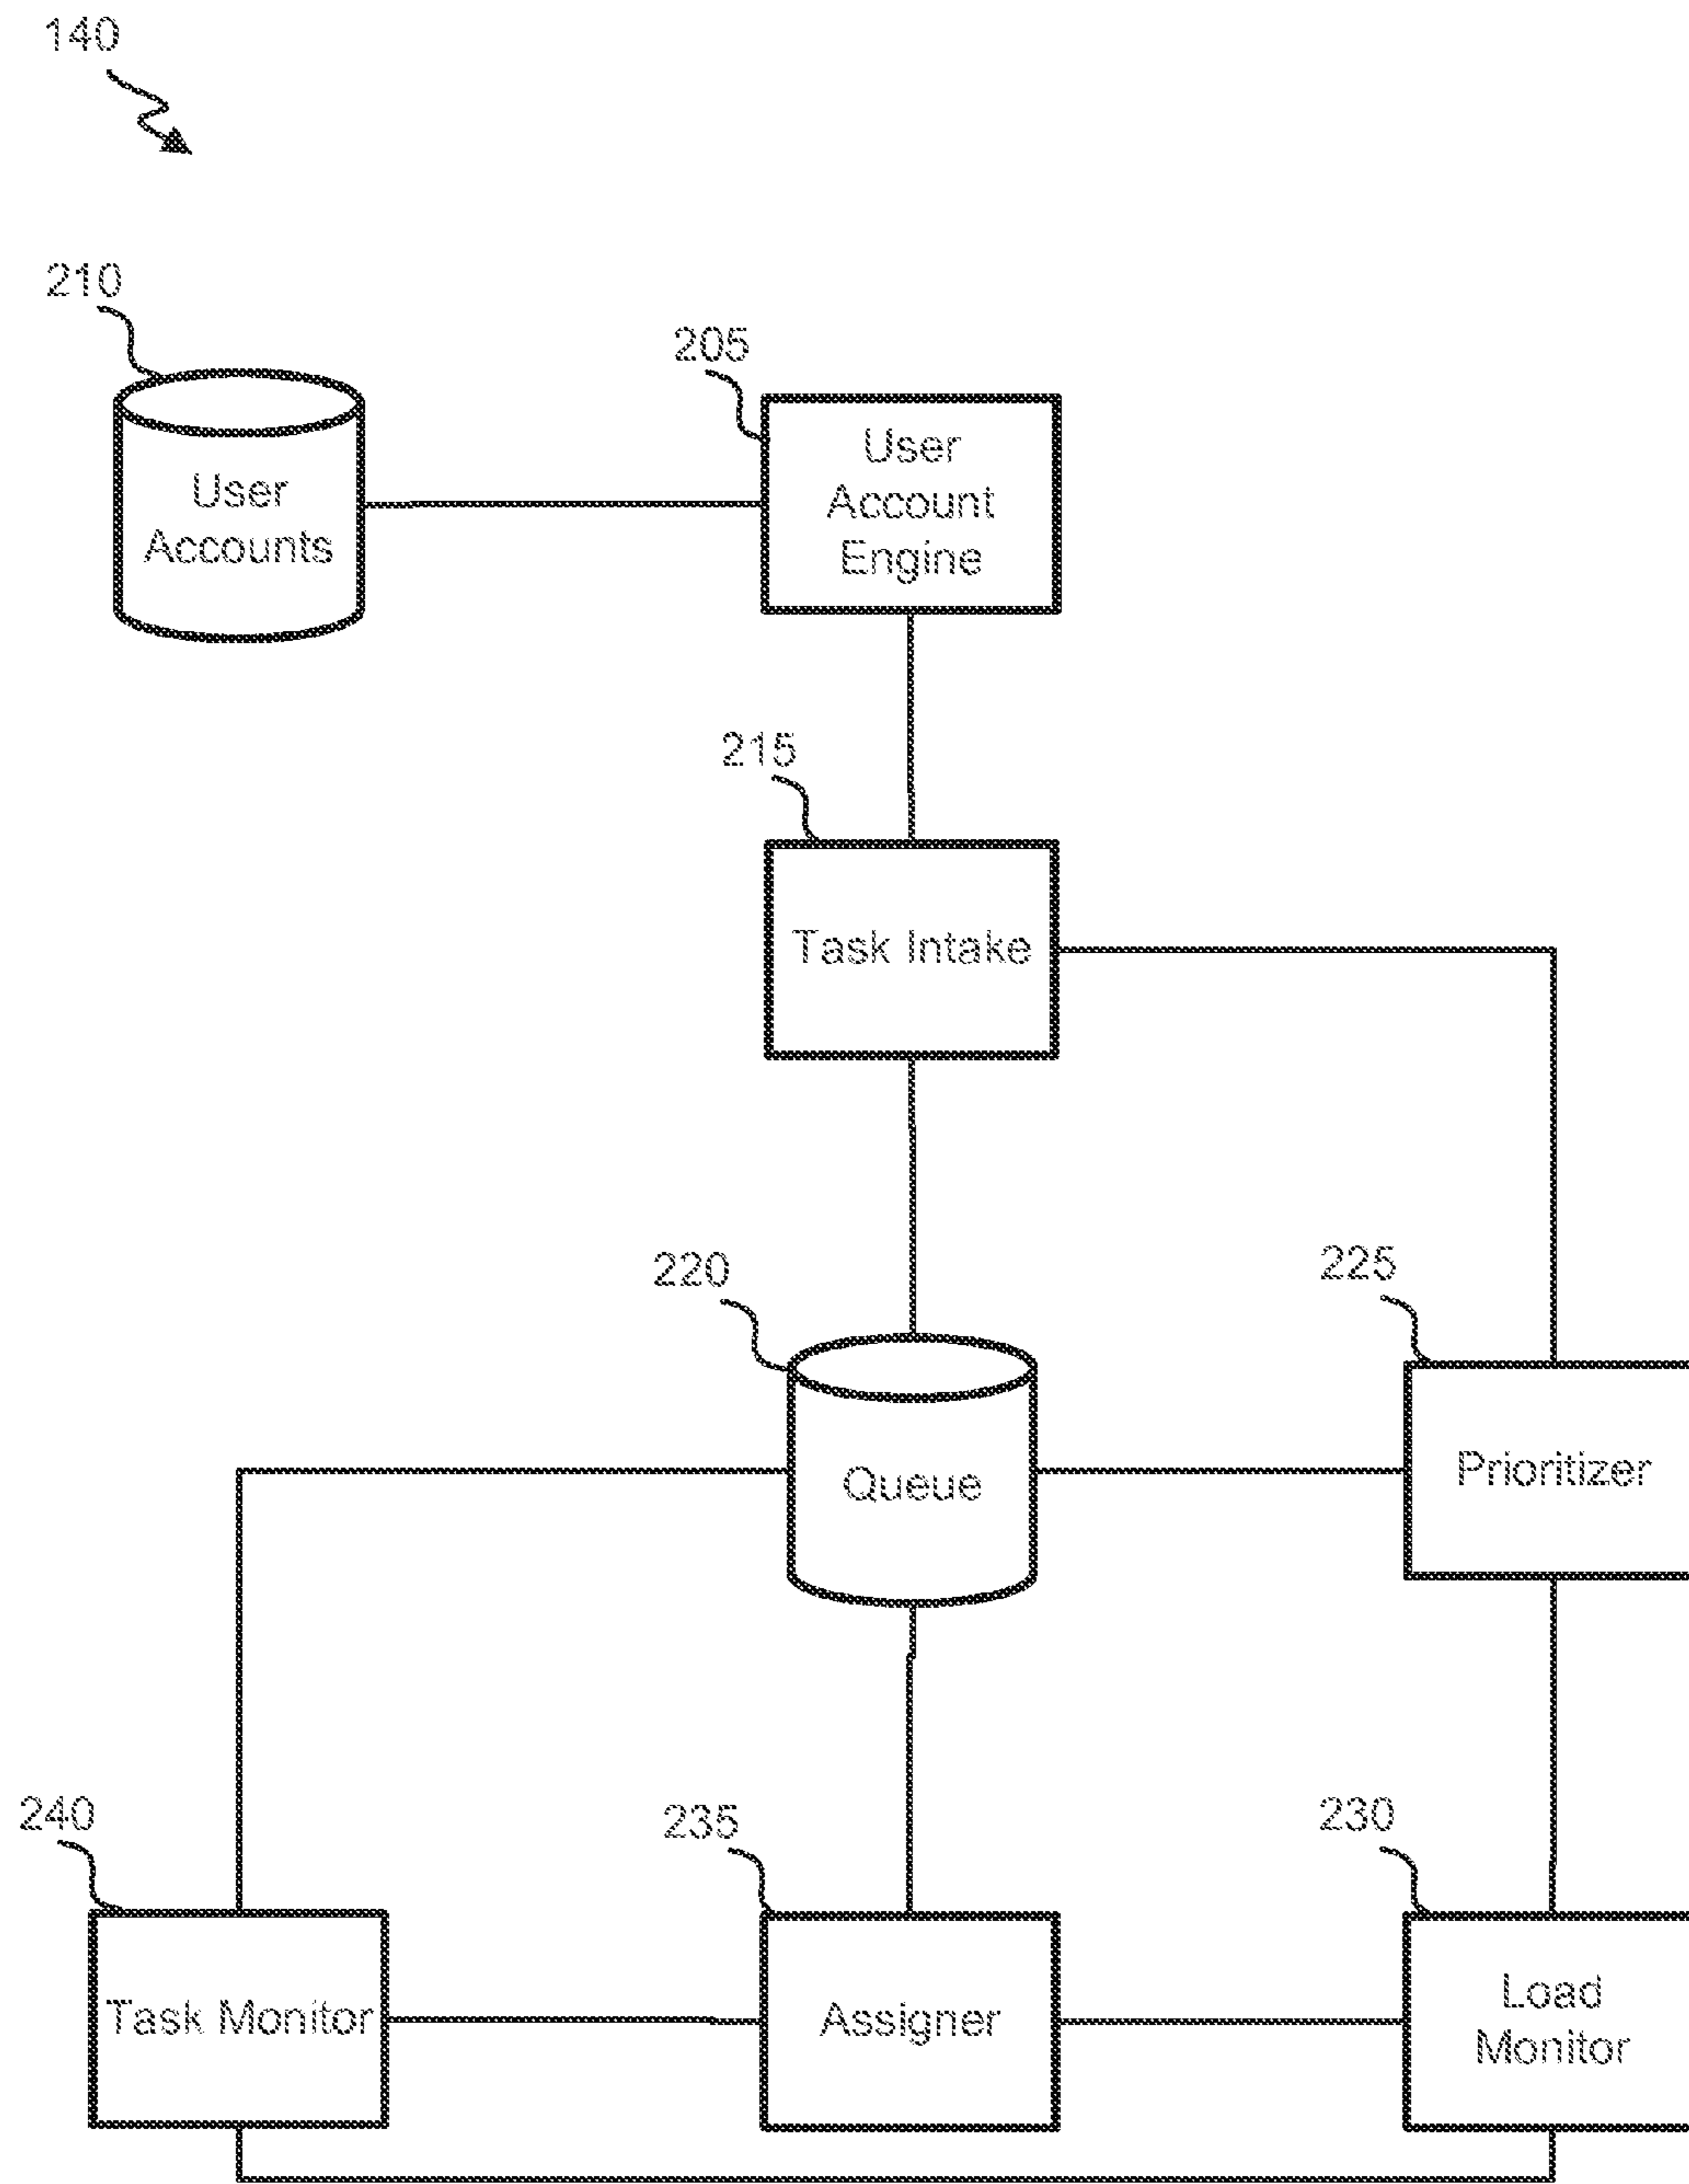 140
210
205
User
Accounts
User
Account
Engine
215
Task Intake
220
225
Queue
Prioritizer
240
235
230
Task Monitor
Assigner
Load
Monitor